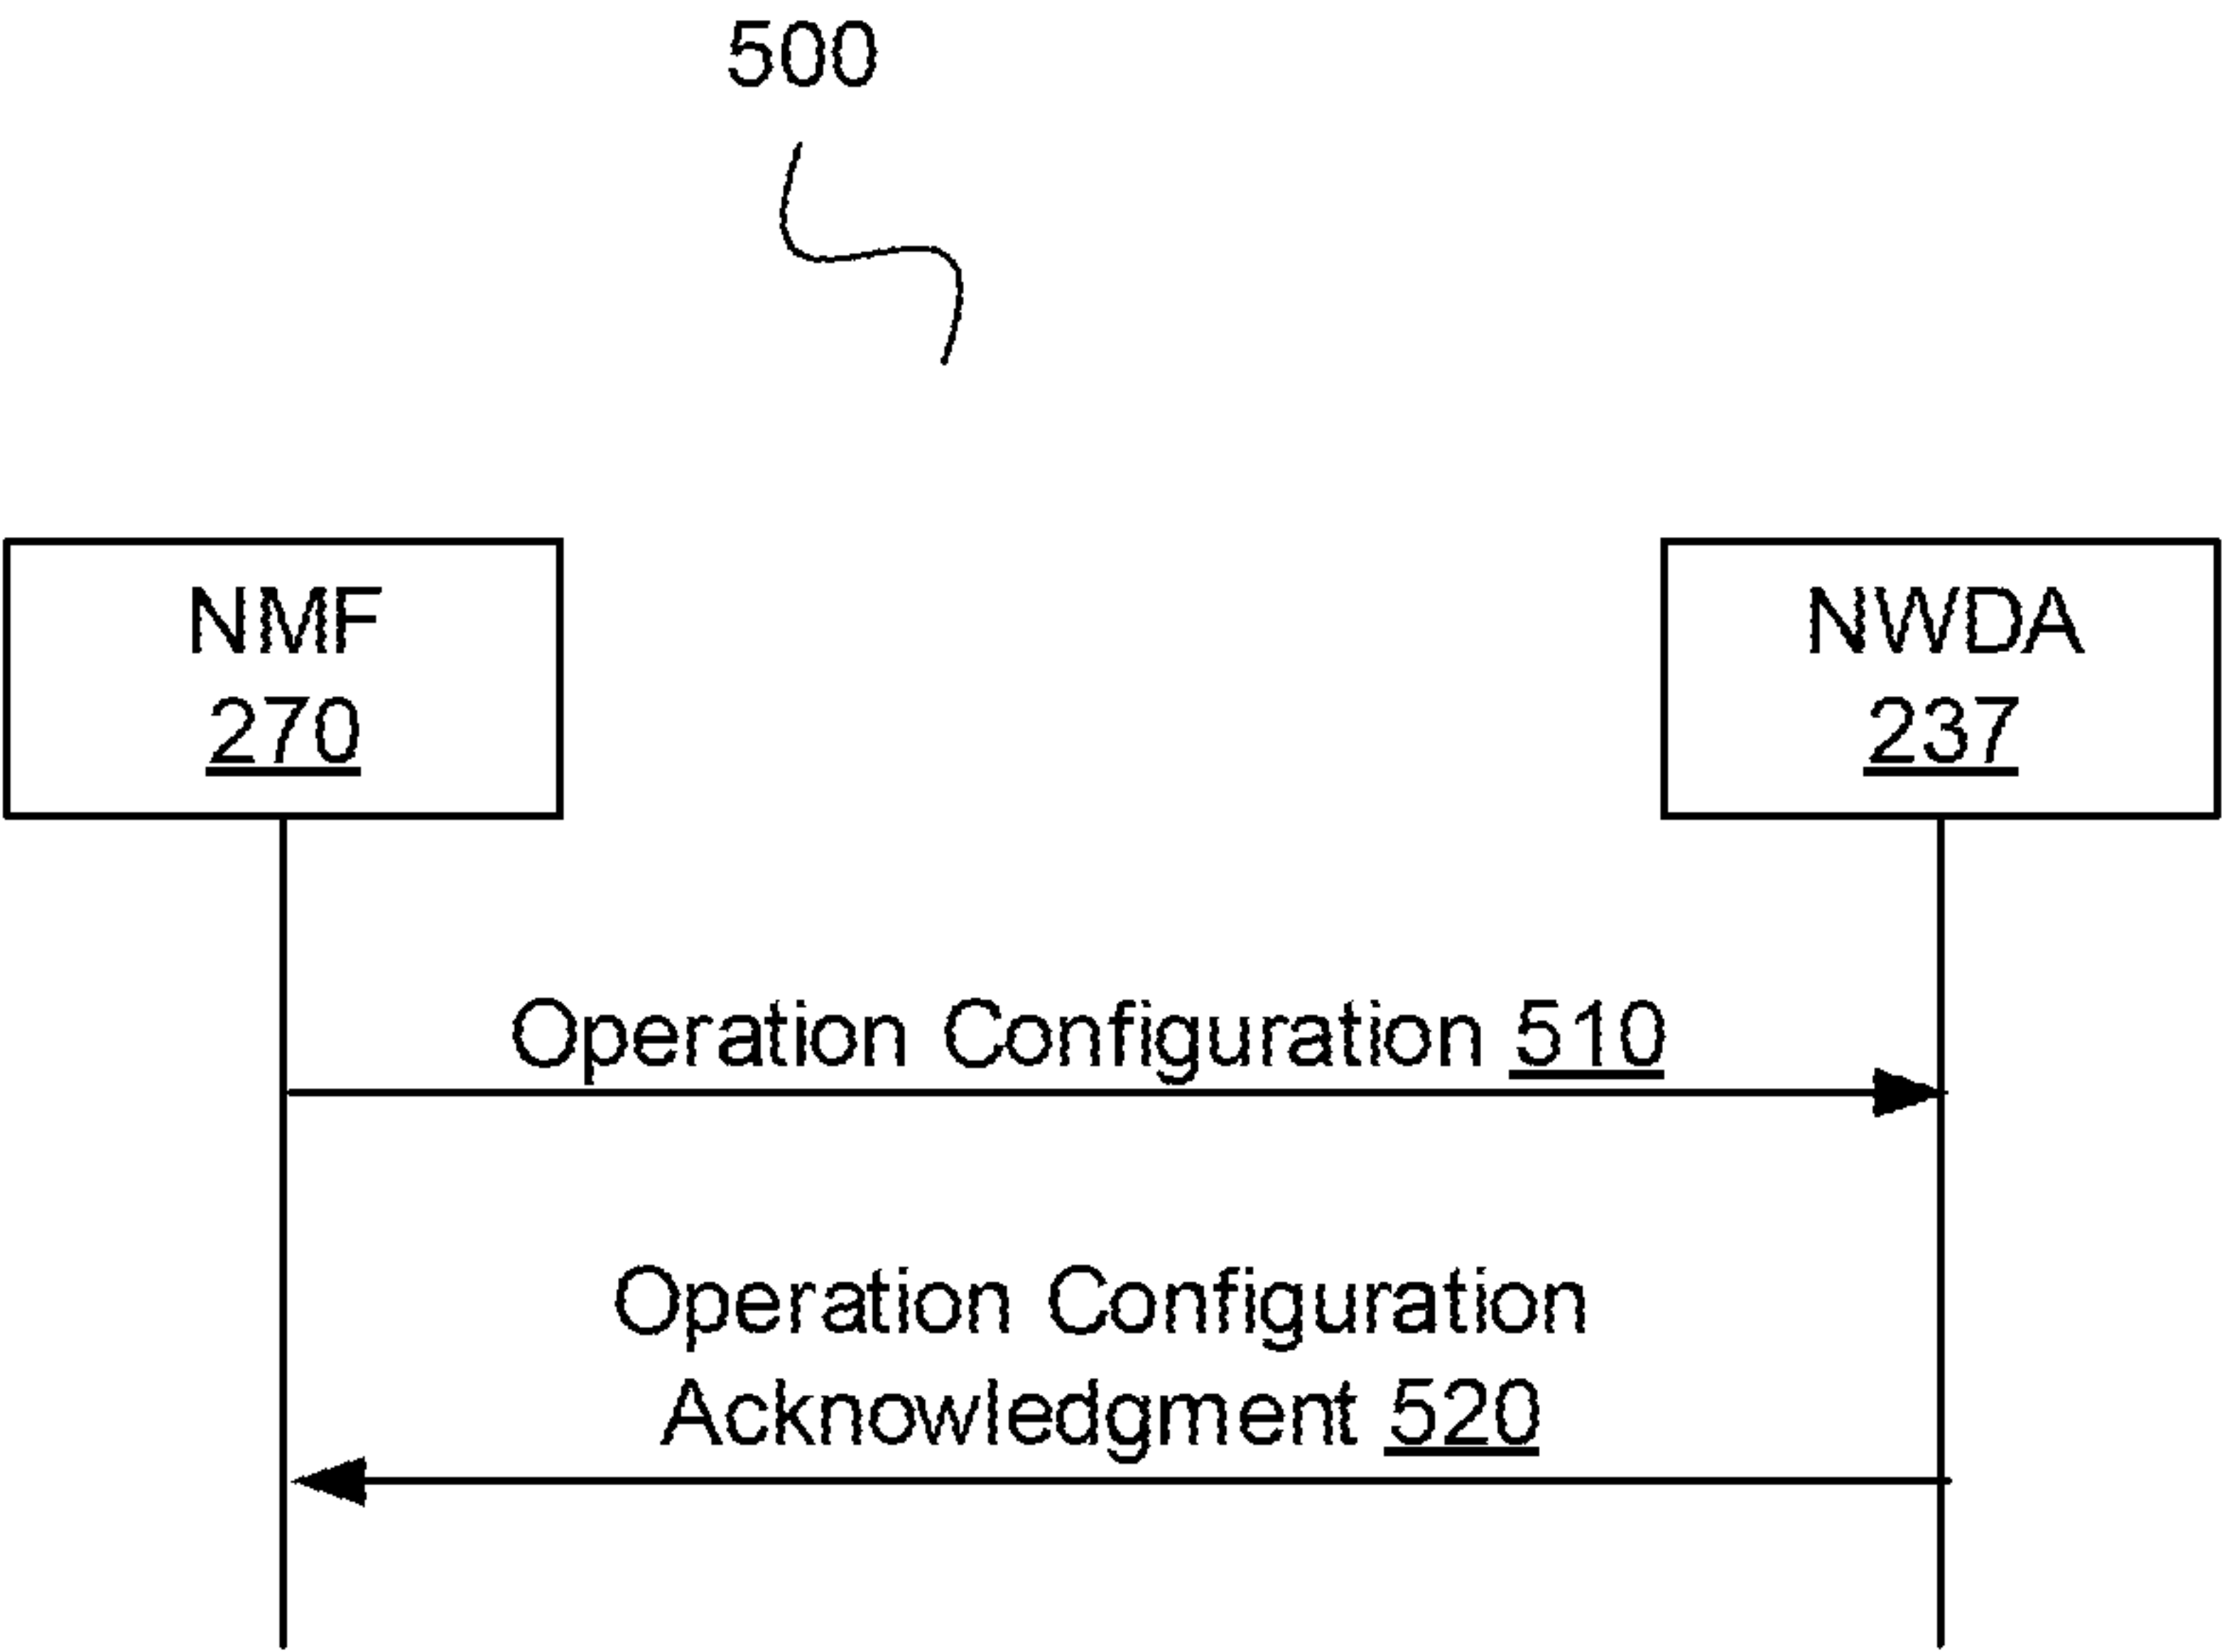 500
NMF
270
NWDA
237
Operation Configuration 510
Operation Configuration
Acknowledgment 520